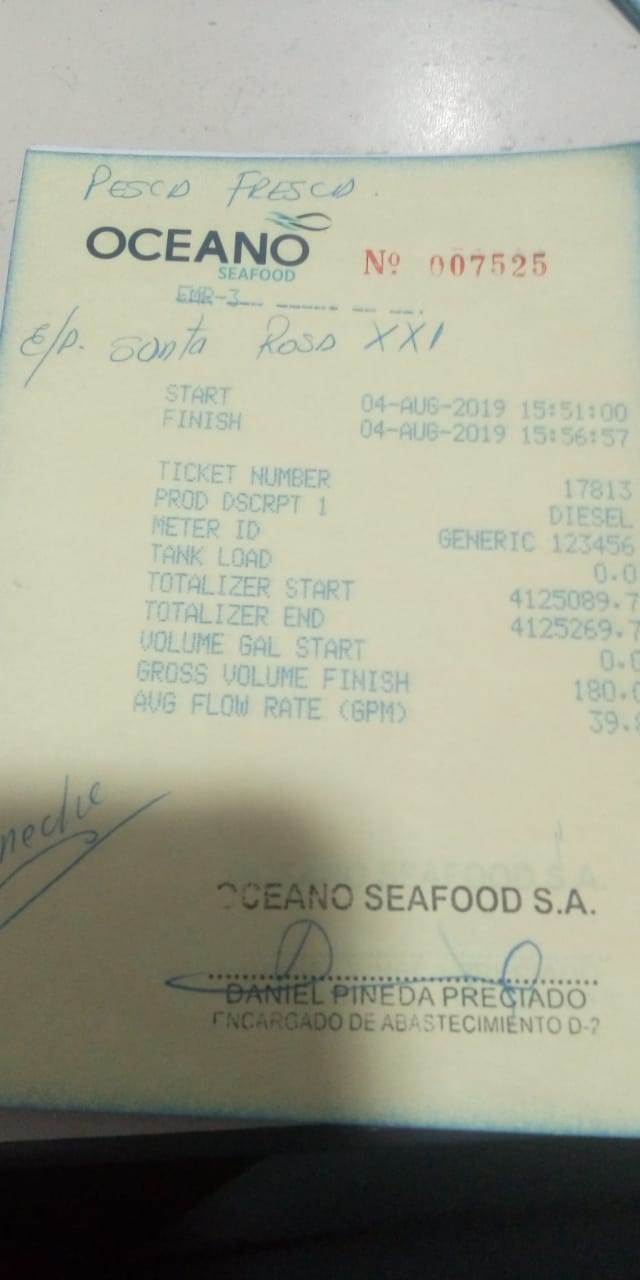 PESCA FRESCA.
OCEANO
SEAFOOD
Nº 007525
EMR-3
E/P. Santa Rosa XXI
START 04-AUG-2019 15:51:00
FINISH 04-AUG-2019 15:56:57
TICKET NUMBER 17813
PROD DSCRPT 1 DIESEL
METER ID GENERIC 123456
TANK LOAD 0.0
TOTALIZER START 4125089.7
TOTALIZER END 4125269.7
VOLUME GAL START 0.0
GROSS VOLUME FINISH 180.0
AVG FLOW RATE (GPM) 39.8
OCEANO SEAFOOD S.A.
DANIEL PINEDA PRECIADO
ENCARGADO DE ABASTECIMIENTO D-2